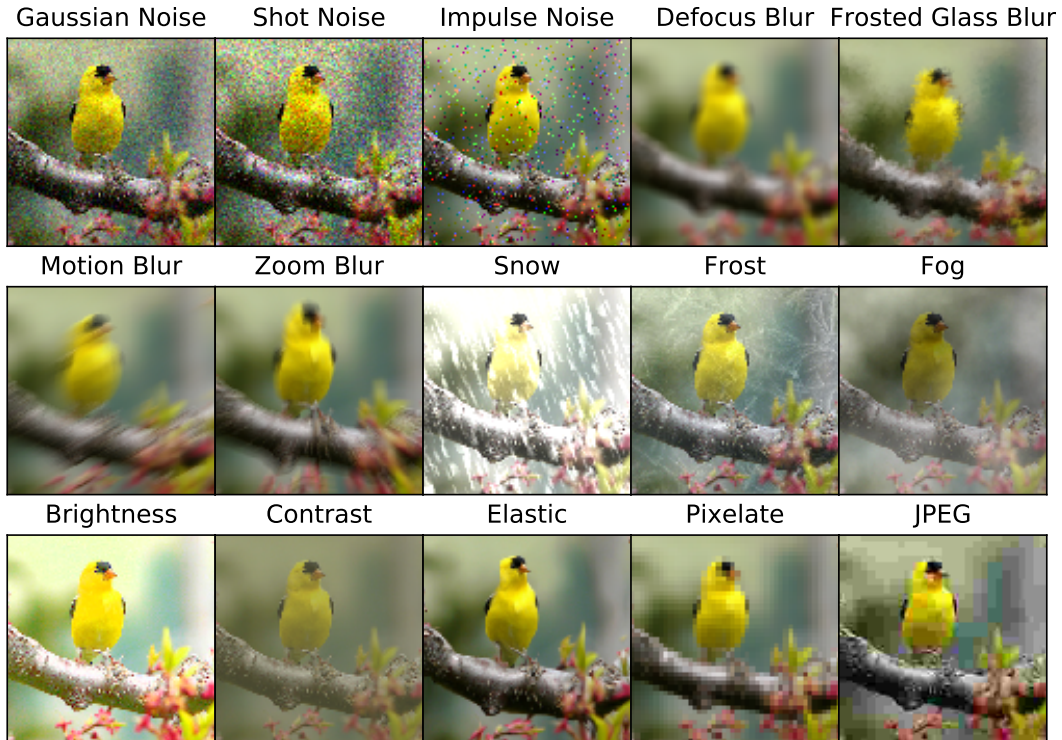 Gaussian Noise Shot Noise Impulse Noise Defocus Blur Frosted Glass Blur
Motion Blur Zoom Blur Snow Frost Fog
Brightness Contrast Elastic Pixelate JPEG